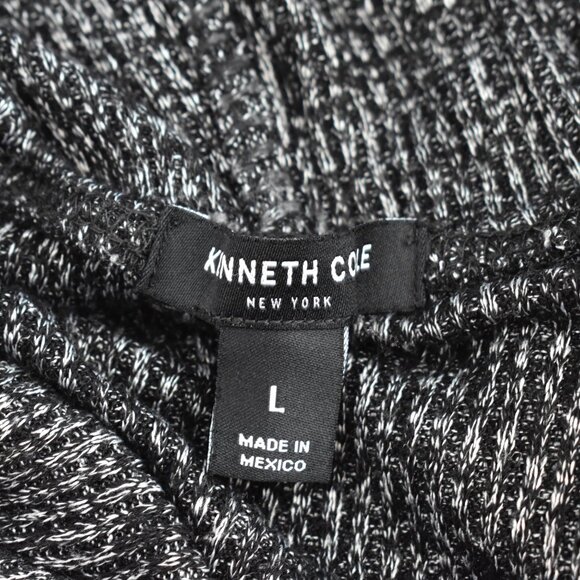 KENNETH COLE
NEW YORK
L
MADE IN
MEXICO